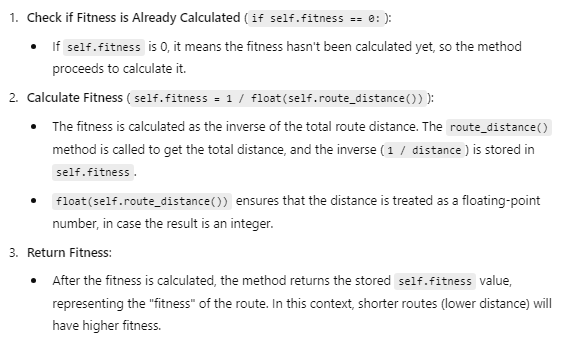 1. Check if Fitness is Already Calculated ( if self.fitness == 0: ):
• If self.fitness is 0, it means the fitness hasn't been calculated yet, so the method
proceeds to calculate it.
2. Calculate Fitness ( self.fitness = 1 / float(self.route_distance()) ):
• The fitness is calculated as the inverse of the total route distance. The route_distance()
method is called to get the total distance, and the inverse ( 1 / distance ) is stored in
self.fitness .
• float(self.route_distance()) ensures that the distance is treated as a floating-point
number, in case the result is an integer.
3. Return Fitness:
• After the fitness is calculated, the method returns the stored self.fitness value,
representing the "fitness" of the route. In this context, shorter routes (lower distance) will
have higher fitness.